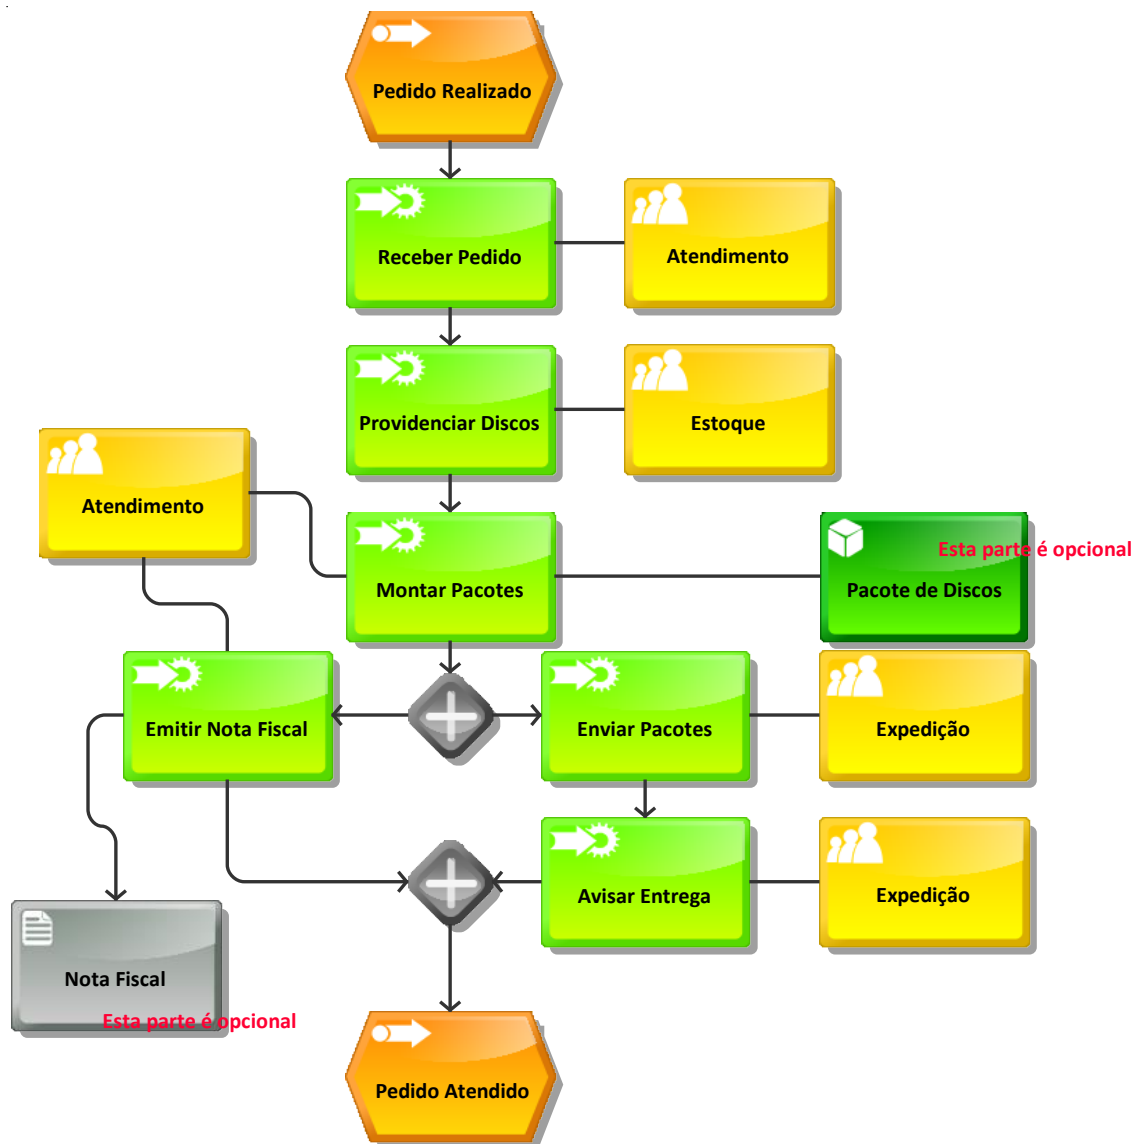 Pedido Realizado
Receber Pedido
Atendimento
Providenciar Discos
Estoque
Atendimento
Montar Pacotes
Esta parte é opcional
Pacote de Discos
Emitir Nota Fiscal
Enviar Pacotes
Expedição
Avisar Entrega
Expedição
Nota Fiscal
Esta parte é opcional
Pedido Atendido